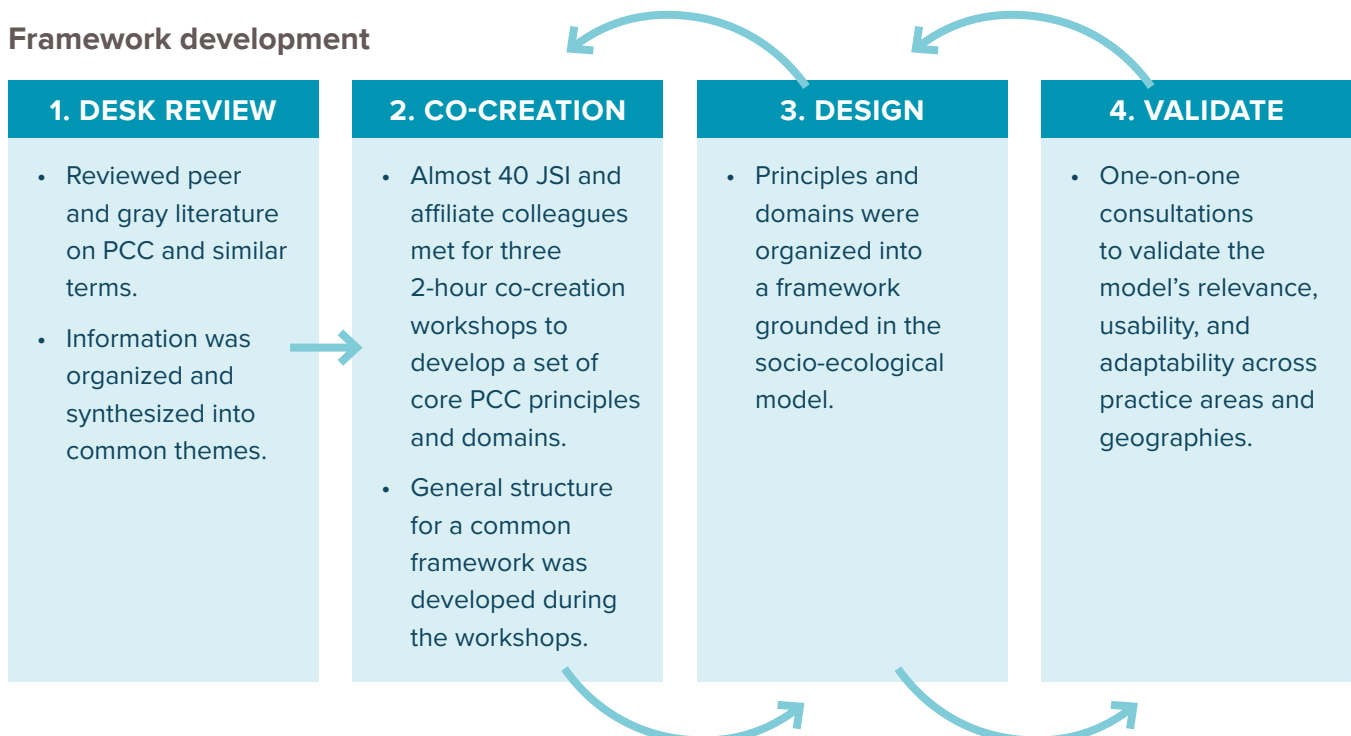 Framework development
1. DESK REVIEW
• Reviewed peer
and gray literature
on PCC and similar
terms.
• Information was
organized and
synthesized into
common themes.
2. CO-CREATION
• Almost 40 JSI and
affiliate colleagues
met for three
2-hour co-creation
workshops to
develop a set of
core PCC principles
and domains.
• General structure
for a common
framework was
developed during
the workshops.
3. DESIGN
• Principles and
domains were
organized into
a framework
grounded in the
socio-ecological
model.
4. VALIDATE
• One-on-one
consultations
to validate the
model’s relevance,
usability, and
adaptability across
practice areas and
geographies.